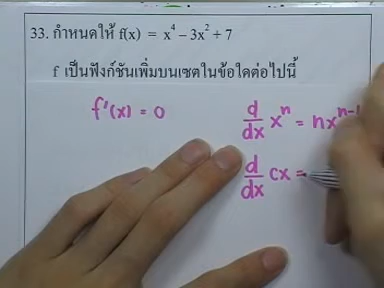 33. กำหนดให้ f(x) = x⁴ – 3x² + 7
f เป็นฟังก์ชันเพิ่มบนเซตในข้อใดต่อไปนี้
f'(x) = 0
d/dx xⁿ = nxⁿ⁻¹
d/dx cx =